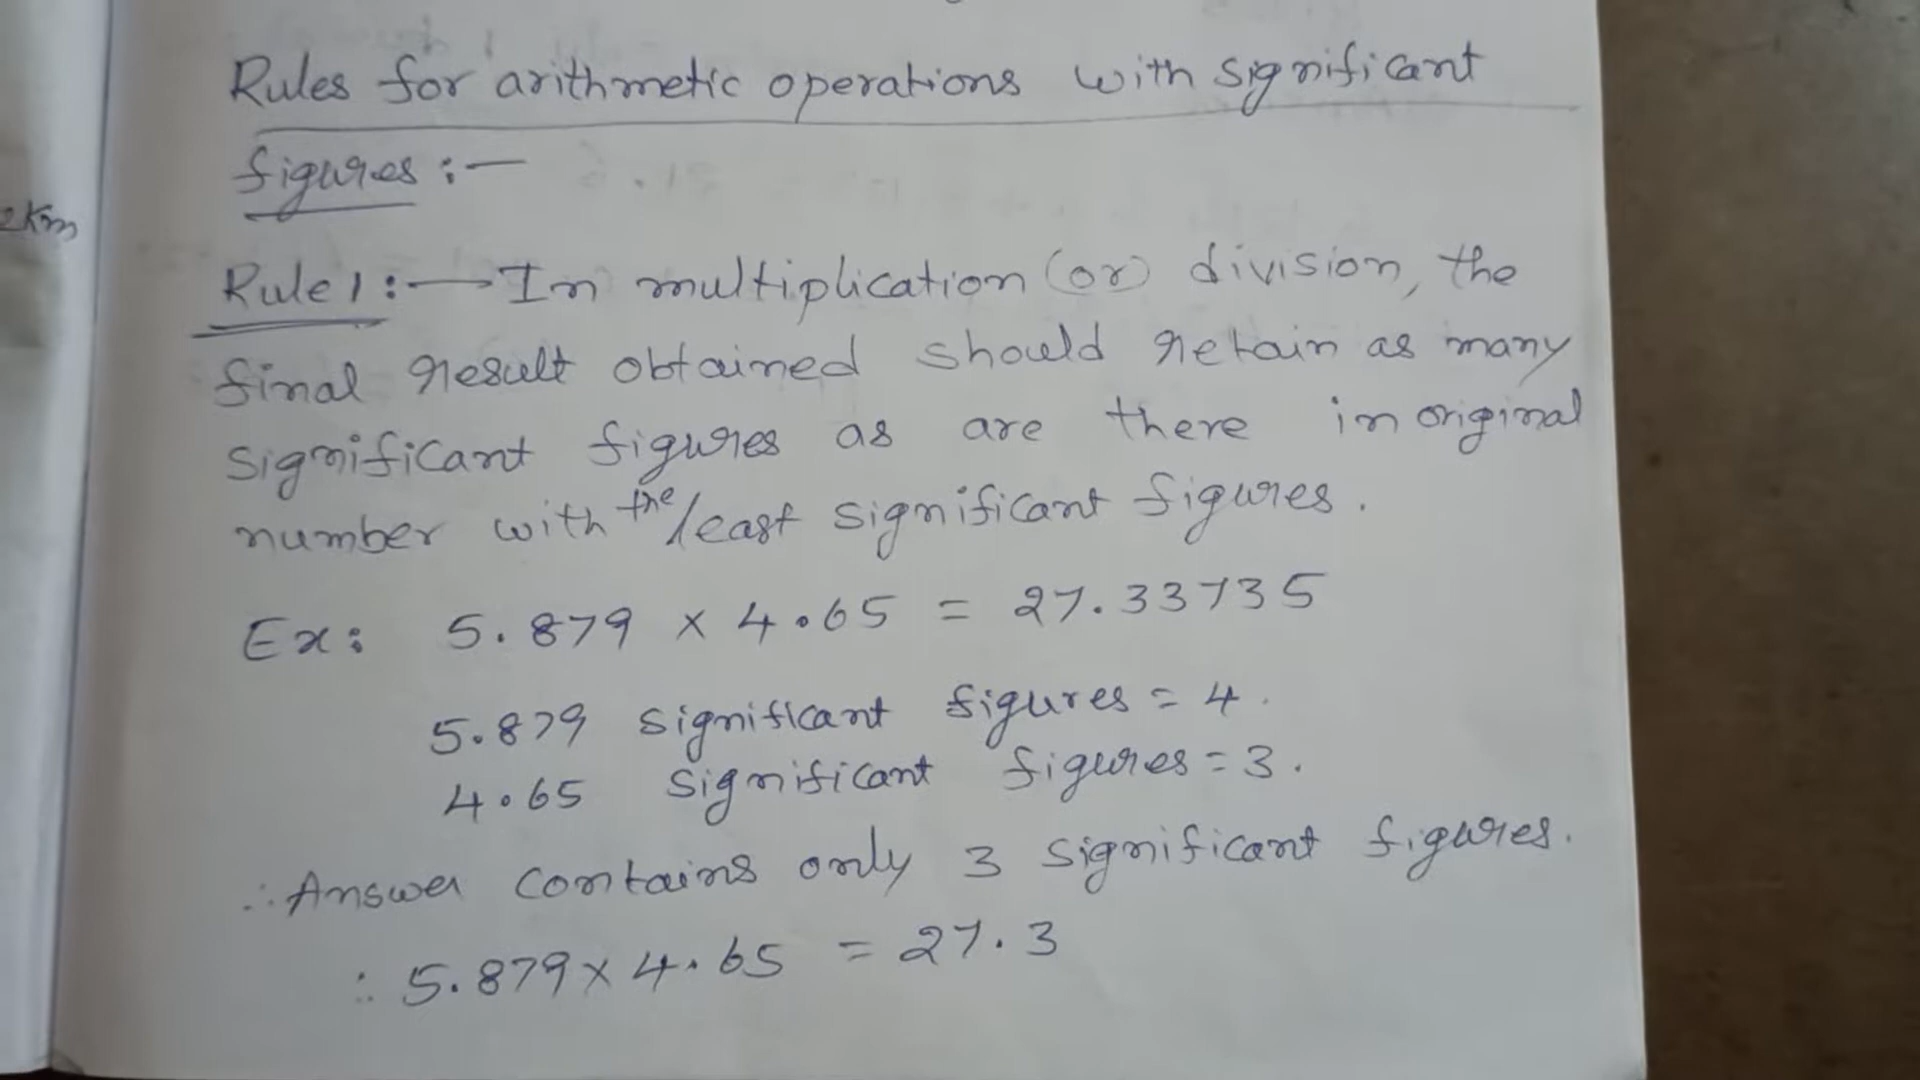 Rules for arithmetic operations with significant
figures :-
2km
Rule 1 :- In multiplication (or) division, the
final result obtained should retain as many
significant figures as are there in original
number with the least significant figures.
Ex: 5.879 × 4.65 = 27.33735
5.879 significant figures = 4.
4.65 significant figures = 3.
∴ Answer contains only 3 significant figures.
∴ 5.879 × 4.65 = 27.3